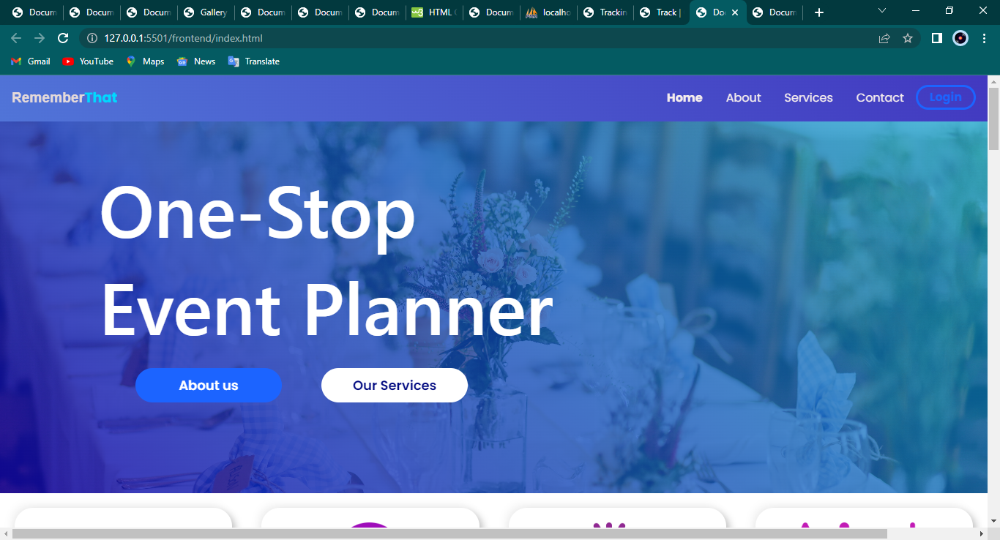 Docum
Docum
Docum
Gallery
Docum
Docum
Docum
HTML
Docum
localho
Trackin
Track |
Do
Docum
127.0.0.1:5501/frontend/index.html
Gmail YouTube Maps News Translate
RememberThat Home About Services Contact Login
One-Stop
Event Planner
About us Our Services